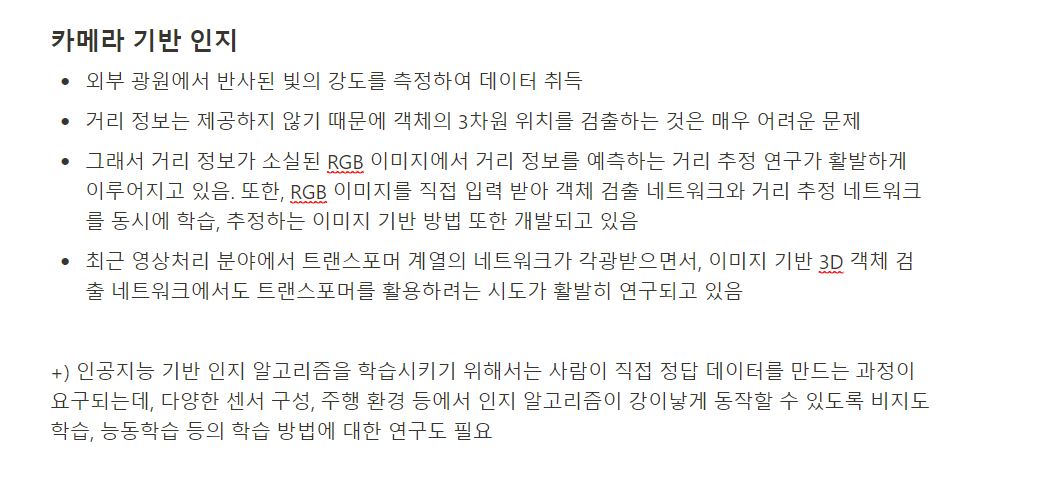 카메라 기반 인지
• 외부 광원에서 반사된 빛의 강도를 측정하여 데이터 취득
• 거리 정보는 제공하지 않기 때문에 객체의 3차원 위치를 검출하는 것은 매우 어려운 문제
• 그래서 거리 정보가 소실된 RGB 이미지에서 거리 정보를 예측하는 거리 추정 연구가 활발하게
이루어지고 있음. 또한, RGB 이미지를 직접 입력 받아 객체 검출 네트워크와 거리 추정 네트워크
를 동시에 학습, 추정하는 이미지 기반 방법 또한 개발되고 있음
• 최근 영상처리 분야에서 트랜스포머 계열의 네트워크가 각광받으면서, 이미지 기반 3D 객체 검
출 네트워크에서도 트랜스포머를 활용하려는 시도가 활발히 연구되고 있음
+) 인공지능 기반 인지 알고리즘을 학습시키기 위해서는 사람이 직접 정답 데이터를 만드는 과정이
요구되는데, 다양한 센서 구성, 주행 환경 등에서 인지 알고리즘이 강이낳게 동작할 수 있도록 비지도
학습, 능동학습 등의 학습 방법에 대한 연구도 필요